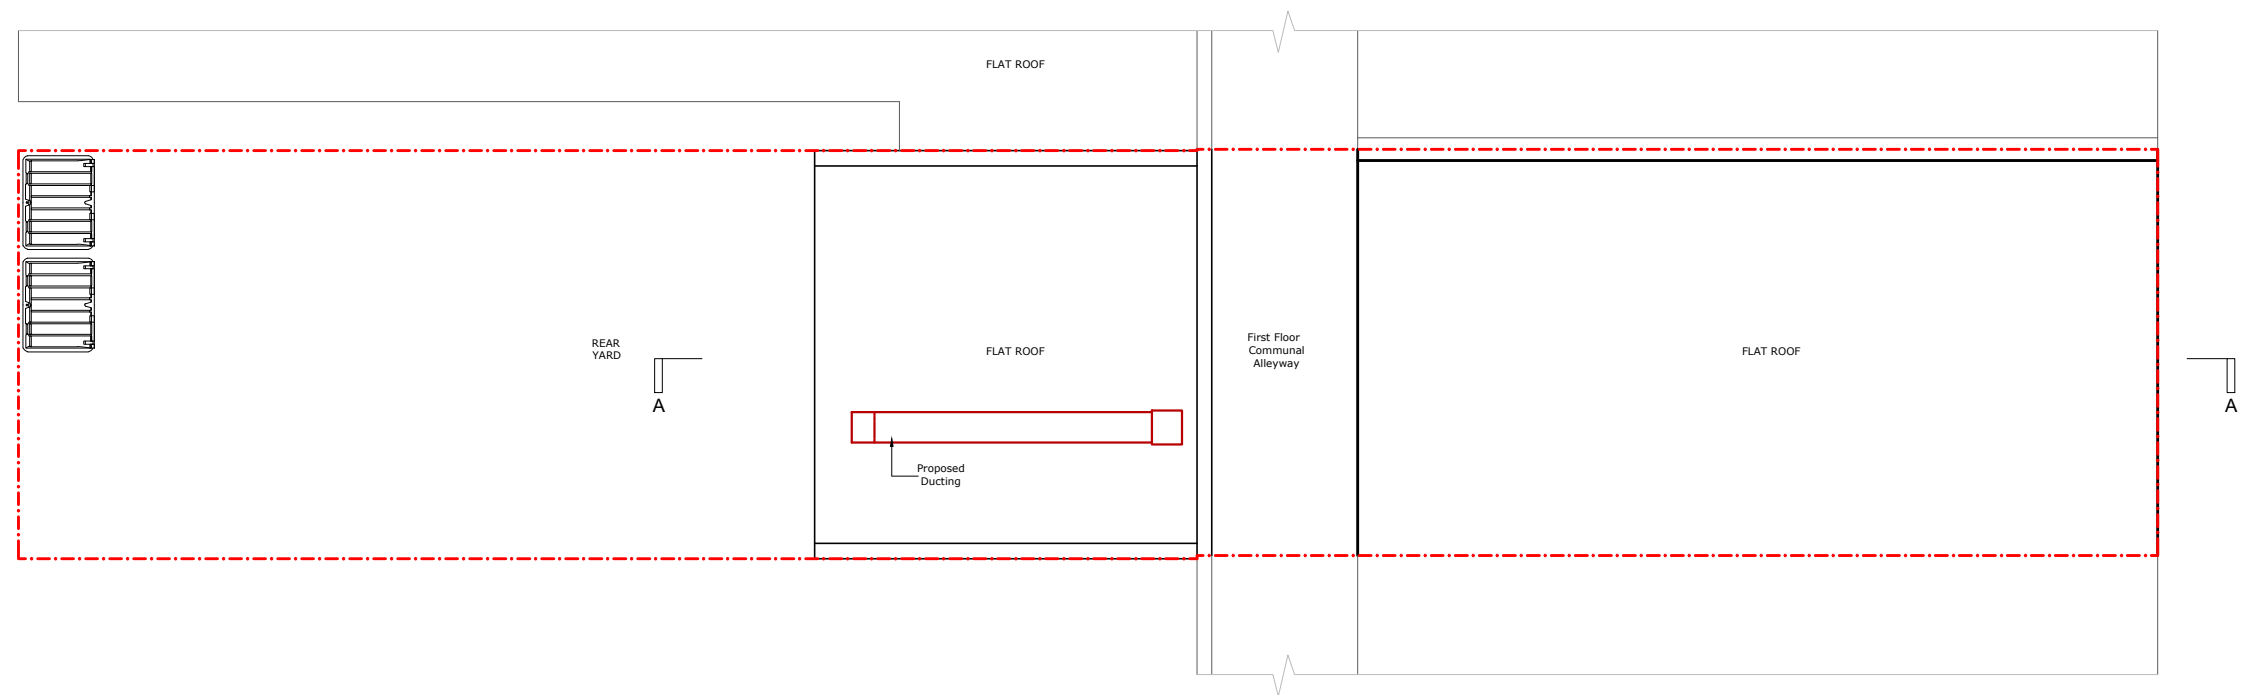 FLAT ROOF
REAR
YARD
A
FLAT ROOF
Proposed
Ducting
First Floor
Communal
Alleyway
FLAT ROOF
A